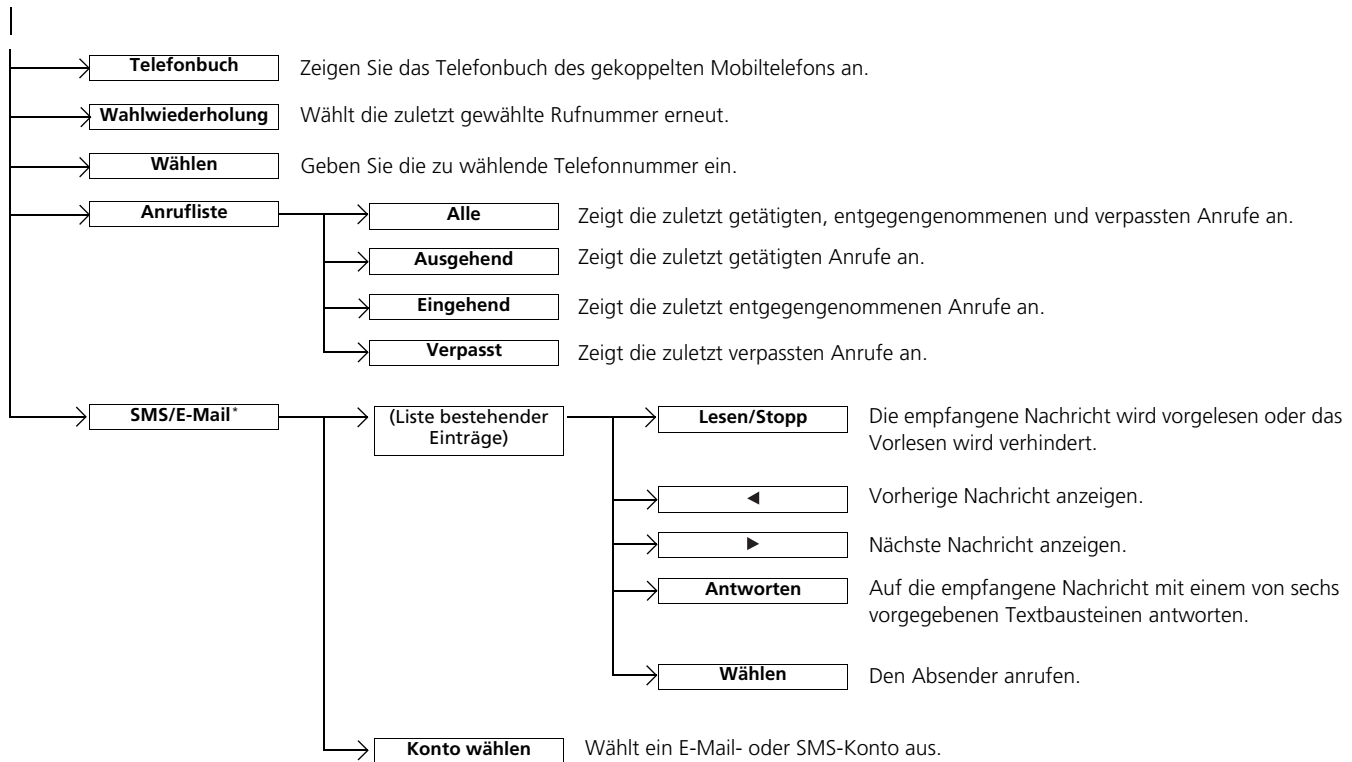 Telefonbuch Zeigen Sie das Telefonbuch des gekoppelten Mobiltelefons an.
Wahlwiederholung Wählt die zuletzt gewählte Rufnummer erneut.
Wählen Geben Sie die zu wählende Telefonnummer ein.
Anrufliste Alle Zeigt die zuletzt getätigten, entgegengenommenen und verpassten Anrufe an.
Ausgehend Zeigt die zuletzt getätigten Anrufe an.
Eingehend Zeigt die zuletzt entgegengenommenen Anrufe an.
Verpasst Zeigt die zuletzt verpassten Anrufe an.
SMS/E-Mail*
(Liste bestehender
Einträge)
Lesen/Stopp
Die empfangene Nachricht wird vorgelesen oder das
Vorlesen wird verhindert.
◄ Vorherige Nachricht anzeigen.
► Nächste Nachricht anzeigen.
Antworten
Auf die empfangene Nachricht mit einem von sechs
vorgegebenen Textbausteinen antworten.
Wählen Den Absender anrufen.
Konto wählen Wählt ein E-Mail- oder SMS-Konto aus.